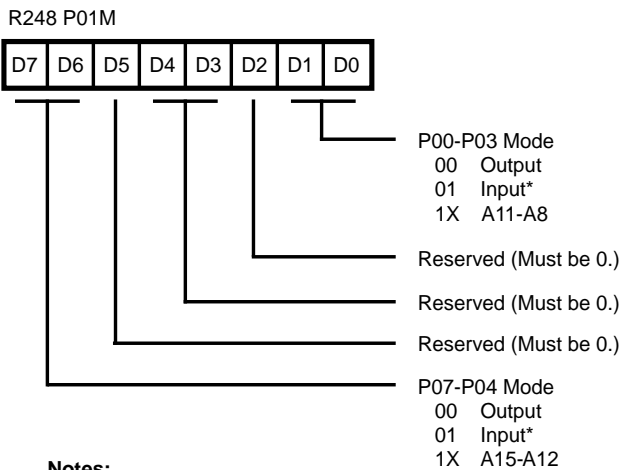 R248 P01M
D7 D6 D5 D4 D3 D2 D1 D0
P00-P03 Mode
00 Output
01 Input*
1X A11-A8
Reserved (Must be 0.)
Reserved (Must be 0.)
Reserved (Must be 0.)
P07-P04 Mode
00 Output
01 Input*
1X A15-A12
Notes: